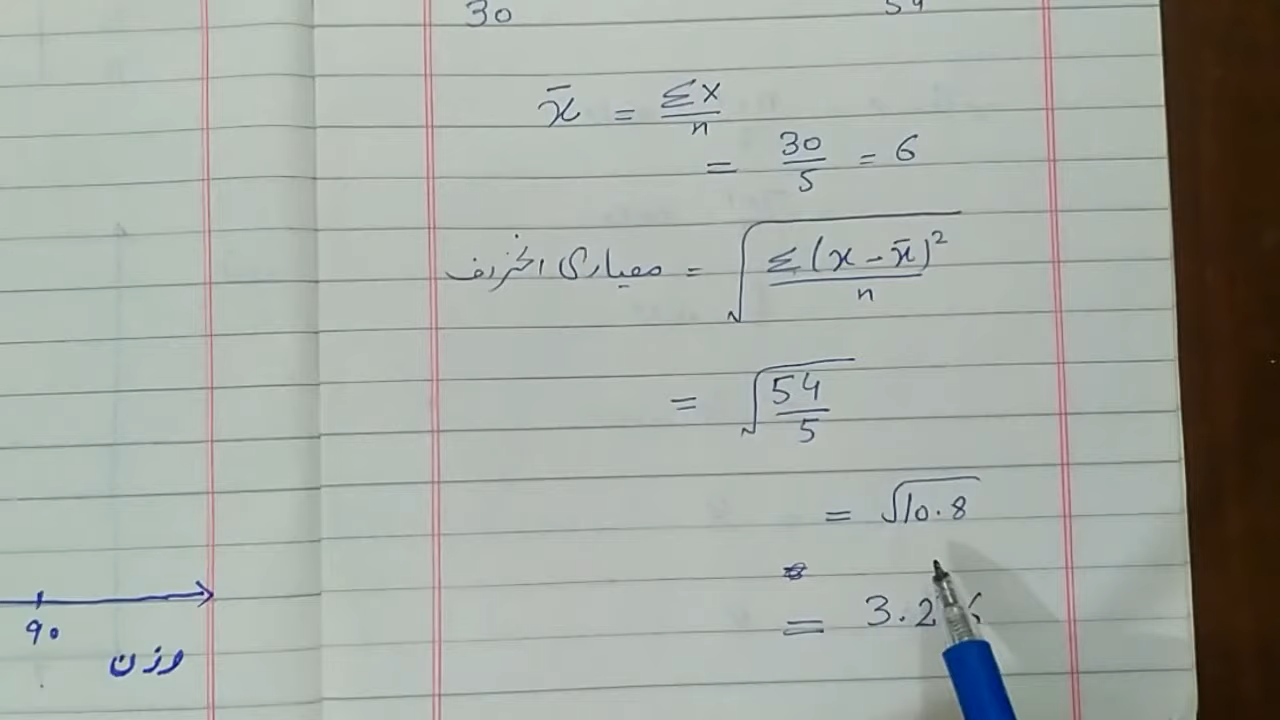 30 54
x̄ = Σx/n
= 30/5 = 6
معیاری انحراف = √(Σ(x - x̄)²/n)
= √(54/5)
= √10.8
= 3.2
90
وزن